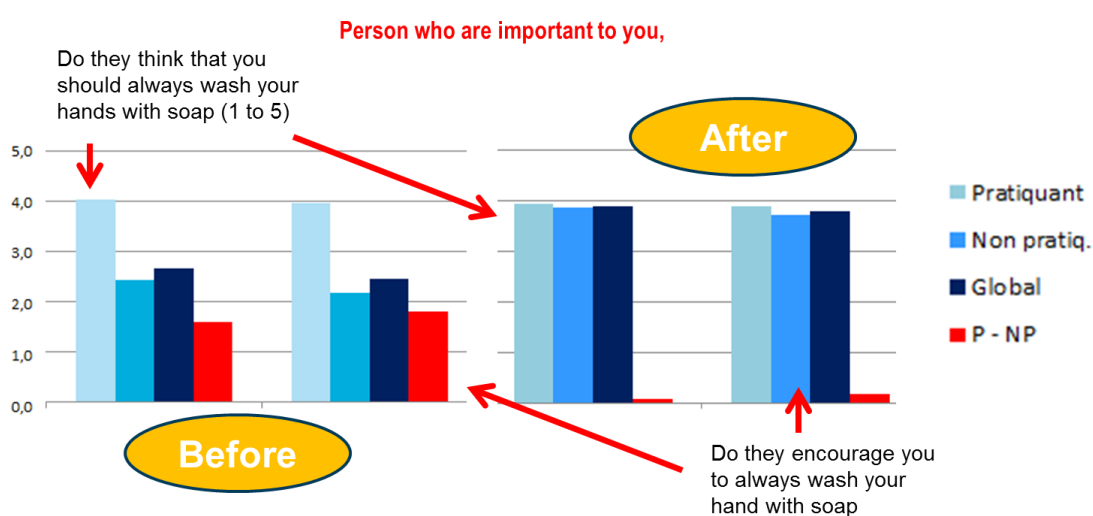 Person who are important to you,
Do they think that you
should always wash your
hands with soap (1 to 5)
After
5,0
4,0
3,0
2,0
1,0
0,0
Pratiquant
Non pratiq.
Global
P - NP
Before
Do they encourage you
to always wash your
hand with soap